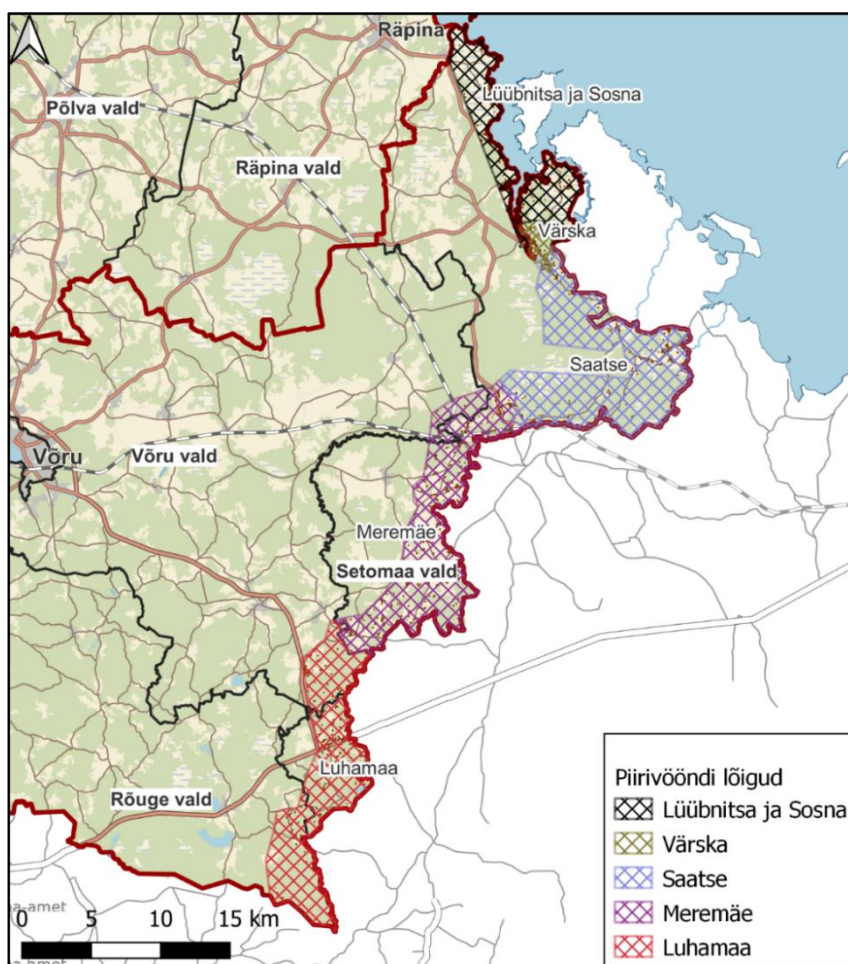 Räpina
Lüübnitsa ja Sosna
Põlva vald
Räpina vald
Värska
Saatse
Võru
Võru vald
Meremäe
Setomaa vald
Luhamaa
Rõuge vald
0 5 10 15 km
Piirivööndi lõigud
Lüübnitsa ja Sosna
Värska
Saatse
Meremäe
Luhamaa